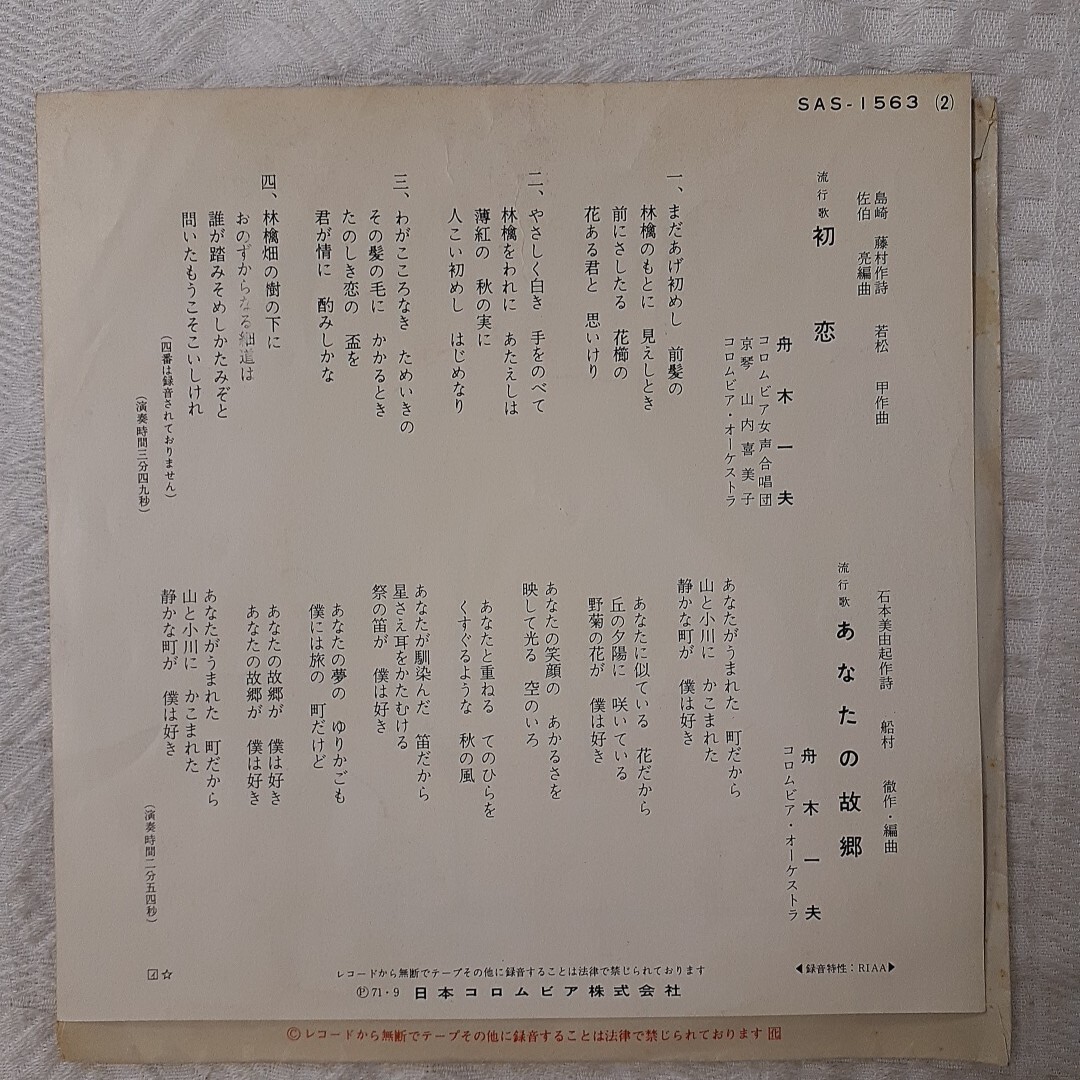 SAS-1563 (2)
島崎 藤村作詩 若松 甲作曲
佐伯 亮編曲
流行歌 初恋
舟木一夫
コロムビア女声合唱団
京琴 山内喜美子
コロムビア・オーケストラ
一、まだあげ初めし 前髪の
林檎のもとに 見えしとき
前にさしたる 花櫛の
花ある君と 思いけり
二、やさしく白き 手をのべて
林檎をわれに あたえしは
薄紅の 秋の実に
人こい初めし はじめなり
三、わがこころなき ためいきの
その髪の毛に かかるとき
たのしき恋の 盃を
君が情に 酌みしかな
四、林檎畑の樹の下に
おのずからなる細道は
誰が踏みそめしかたみぞと
問いたもうこそこいしけれ
(四番は録音されておりません)
(演奏時間三分四九秒)
石本美由起作詩 船村 徹作・編曲
流行歌 あなたの故郷
舟木一夫
コロムビア・オーケストラ
あなたがうまれた 町だから
山と小川に かこまれた
静かな町が 僕は好き
あなたに似ている 花だから
丘の夕陽に 咲いている
野菊の花が 僕は好き
あなたの笑顔の あかるさを
映して光る 空のいろ
あなたと重ねる てのひらを
くすぐるような 秋の風
あなたが馴染んだ 笛だから
星さえ耳をかたむける
祭の笛が 僕は好き
あなたの夢の ゆりかごも
僕には旅の 町だけど
あなたの故郷が 僕は好き
あなたの故郷が 僕は好き
あなたがうまれた 町だから
山と小川に かこまれた
静かな町が 僕は好き
(演奏時間二分五四秒)
◀録音特性:RIAA▶
レコードから無断でテープその他に録音することは法律で禁じられております
Ⓟ71・9 日本コロムビア株式会社
☆
Ⓒレコードから無断でテープその他に録音することは法律で禁じられております